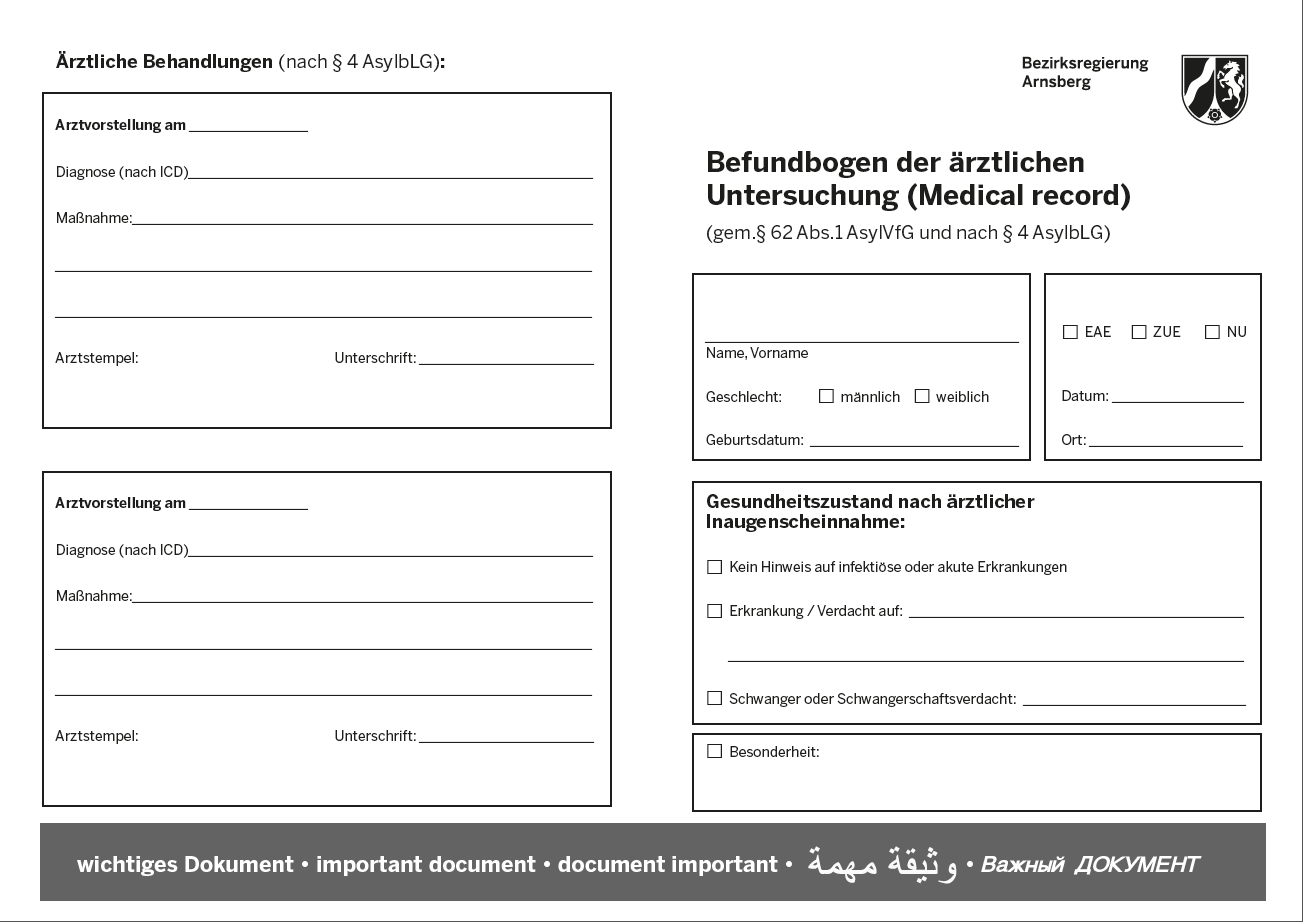 Ärztliche Behandlungen (nach § 4 AsylbLG):
Arztvorstellung am
Diagnose (nach ICD)
Maßnahme:
Arztstempel: Unterschrift:
Arztvorstellung am
Diagnose (nach ICD)
Maßnahme:
Arztstempel: Unterschrift:
Bezirksregierung
Arnsberg
Befundbogen der ärztlichen
Untersuchung (Medical record)
(gem.§ 62 Abs.1 AsylVfG und nach § 4 AsylbLG)
Name, Vorname
Geschlecht: männlich weiblich
Geburtsdatum:
EAE ZUE NU
Datum:
Ort:
Gesundheitszustand nach ärztlicher
Inaugenscheinnahme:
Kein Hinweis auf infektiöse oder akute Erkrankungen
Erkrankung / Verdacht auf:
Schwanger oder Schwangerschaftsverdacht:
Besonderheit:
wichtiges Dokument • important document • document important • وثيقة مهمة • Важный ДОКУМЕНТ